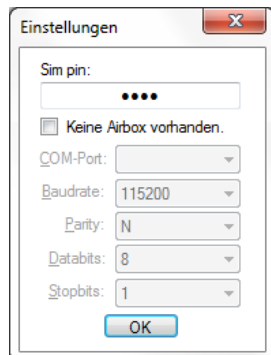 Einstellungen
Sim pin:
••••
Keine Airbox vorhanden.
COM-Port:
Baudrate: 115200
Parity: N
Databits: 8
Stopbits: 1
OK